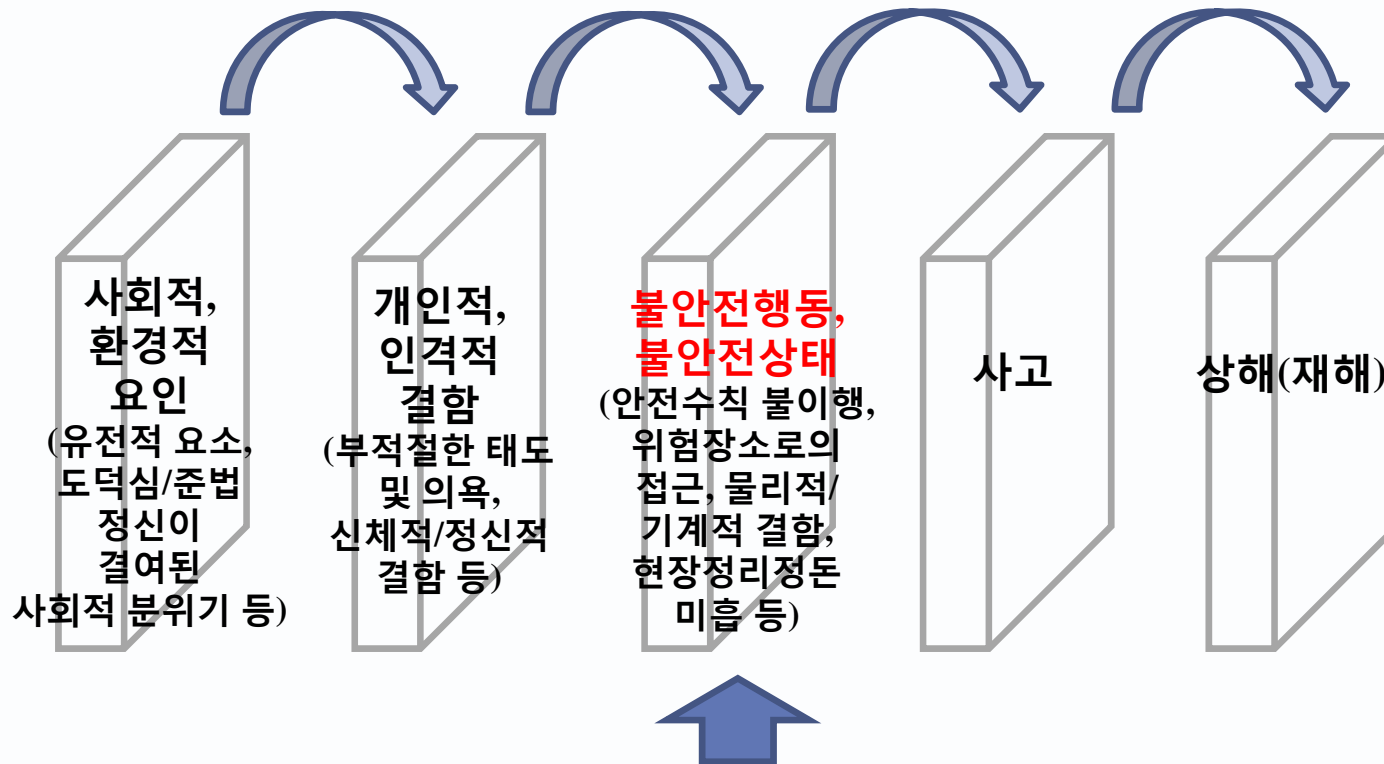 사회적,
환경적
요인
(유전적 요소,
도덕심/준법
정신이
결여된
사회적 분위기 등)
개인적,
인격적
결함
(부적절한 태도
및 의욕,
신체적/정신적
결함 등)
불안전행동,
불안전상태
(안전수칙 불이행,
위험장소로의
접근, 물리적/
기계적 결함,
현장정리정돈
미흡 등)
사고
상해(재해)